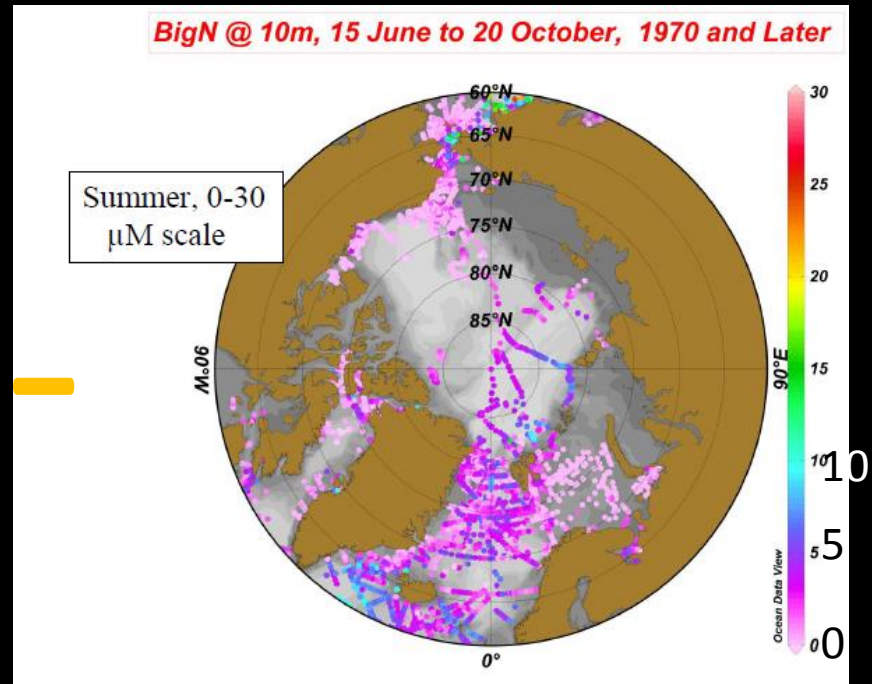 BigN @ 10m, 15 June to 20 October, 1970 and Later
Summer, 0-30
µM scale
60°N
65°N
70°N
75°N
80°N
85°N
90°W
90°E
0°
30
25
20
15
10
10
5
5
0
0
Ocean Data View